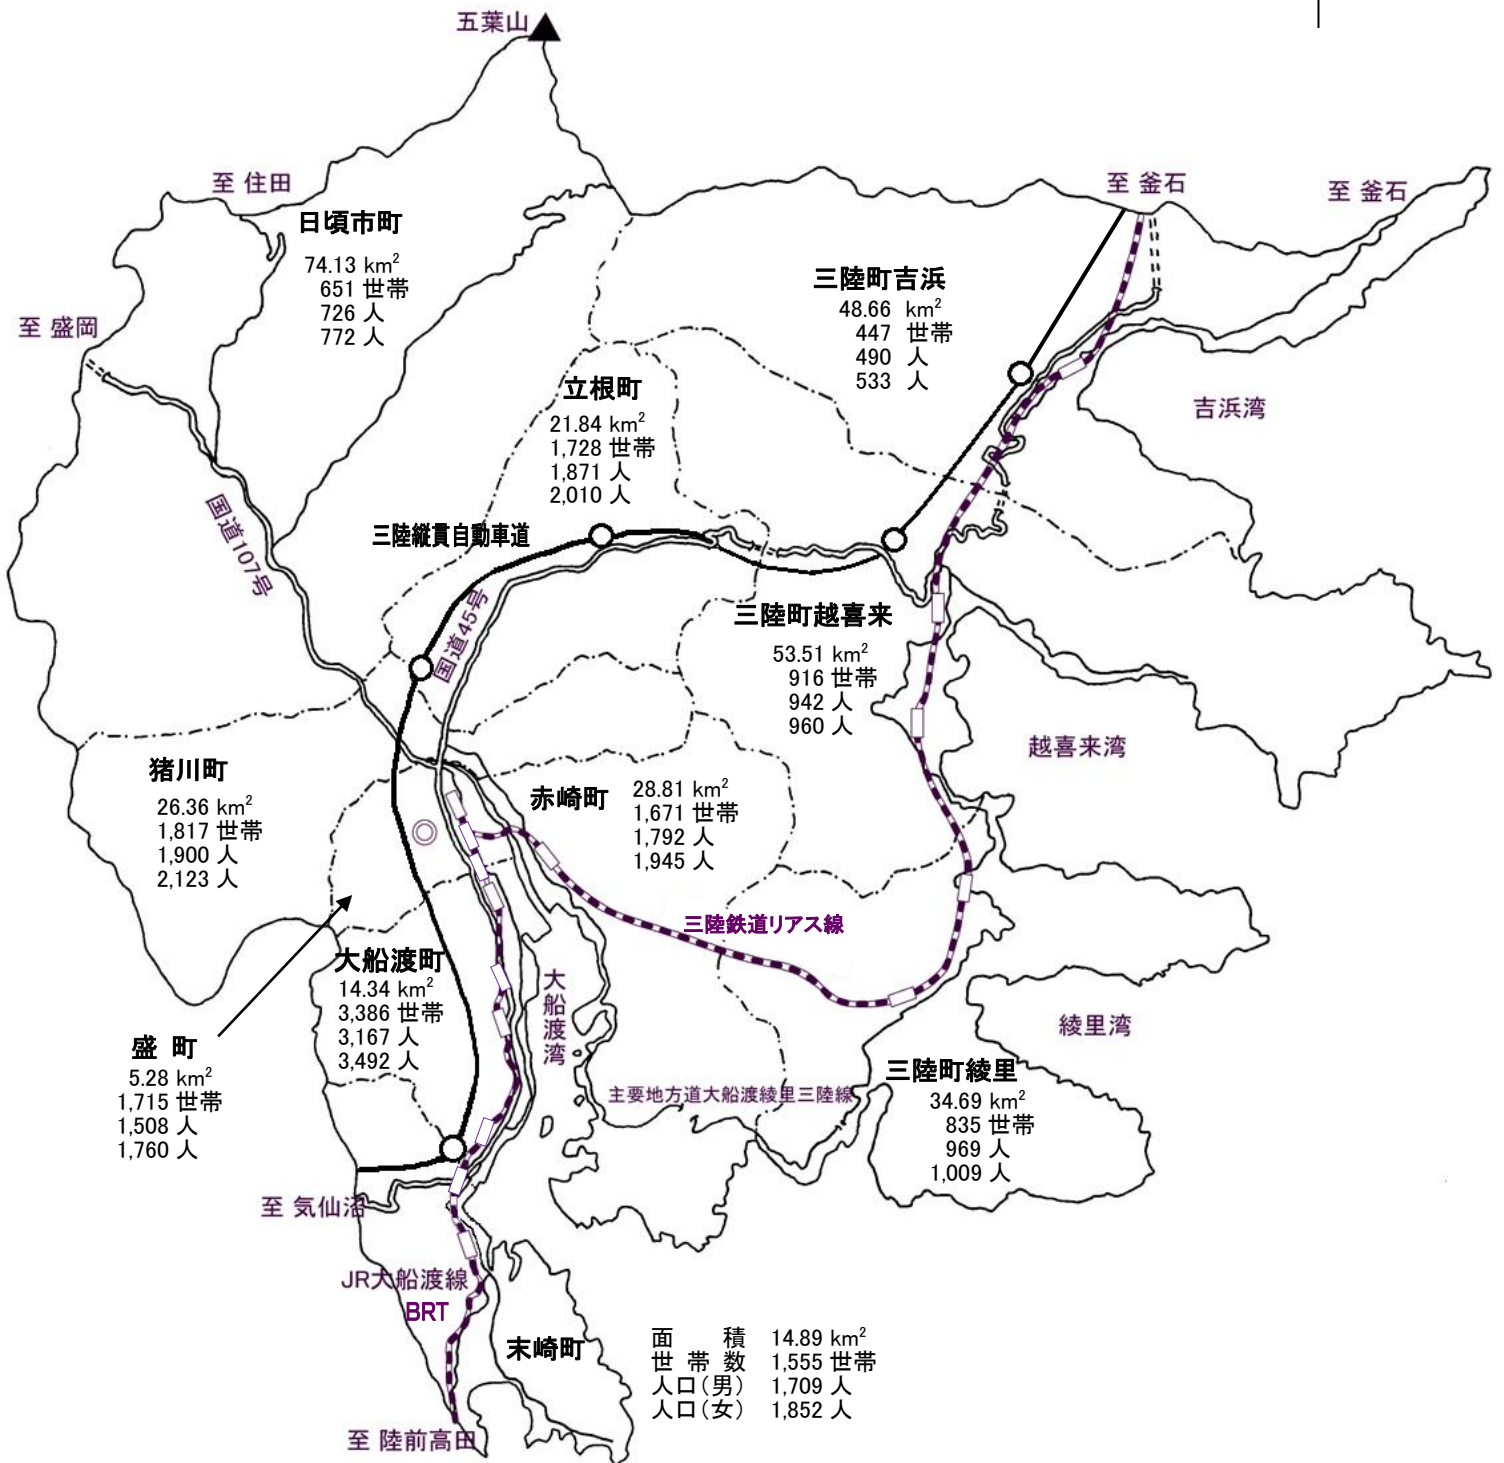 五葉山
至 住田
至 釜石
至 釜石
日頃市町
74.13 km²
651 世帯
726 人
772 人
三陸町吉浜
48.66 km²
447 世帯
490 人
533 人
至 盛岡
立根町
21.84 km²
1,728 世帯
1,871 人
2,010 人
吉浜湾
国道107号
三陸縦貫自動車道
国道45号
三陸町越喜来
53.51 km²
916 世帯
942 人
960 人
越喜来湾
猪川町
26.36 km²
1,817 世帯
1,900 人
2,123 人
赤崎町
28.81 km²
1,671 世帯
1,792 人
1,945 人
三陸鉄道リアス線
大船渡町
14.34 km²
3,386 世帯
3,167 人
3,492 人
大船渡湾
綾里湾
盛 町
5.28 km²
1,715 世帯
1,508 人
1,760 人
主要地方道大船渡綾里三陸線
三陸町綾里
34.69 km²
835 世帯
969 人
1,009 人
至 気仙沼
JR大船渡線
BRT
末崎町
面 積 14.89 km²
世 帯 数 1,555 世帯
人口(男) 1,709 人
人口(女) 1,852 人
至 陸前高田